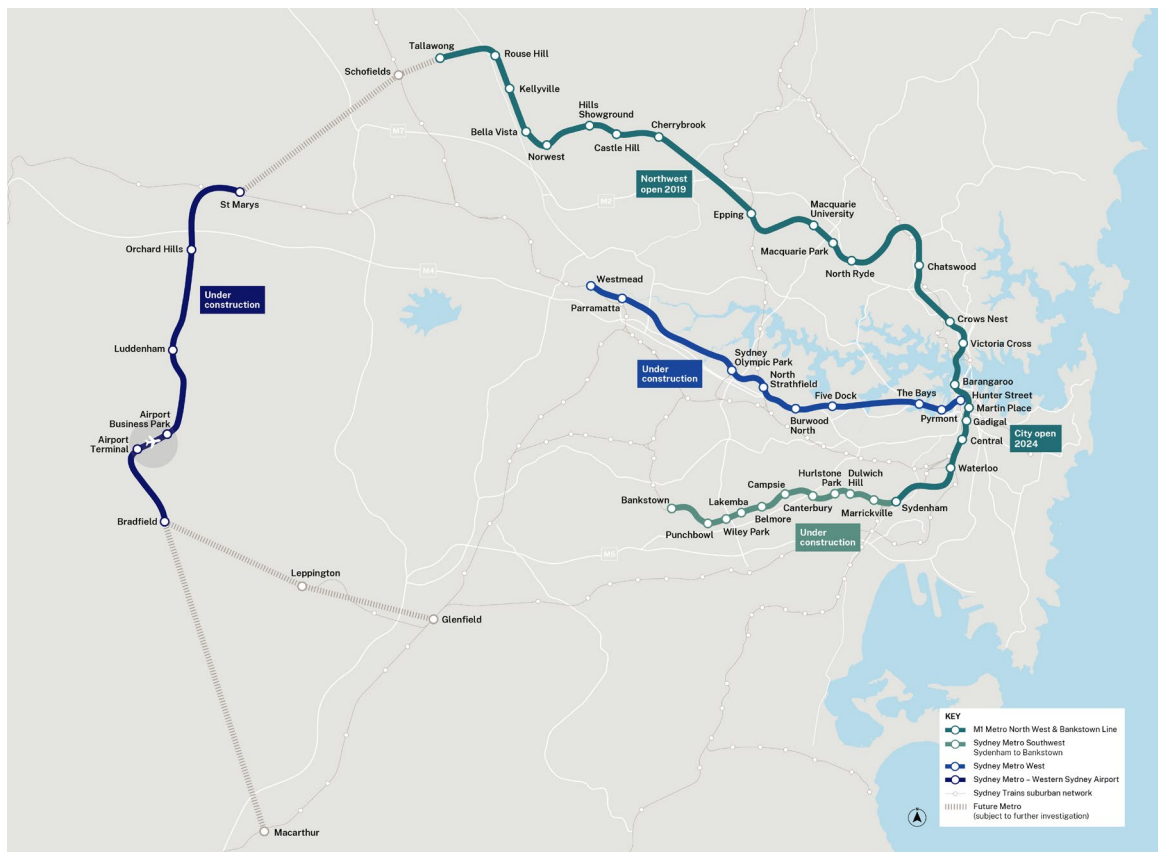 Tallawong
Rouse Hill
Schofields
Kellyville
Hills
Showground
M7
Bella Vista
Cherrybrook
Norwest
Castle Hill
Northwest
open 2019
St Marys
M2
Macquarie
University
Epping
Orchard Hills
Macquarie Park
North Ryde
Chatswood
M4
Westmead
Under
construction
Parramatta
Crows Nest
Victoria Cross
Luddenham
Sydney
Olympic Park
Under
construction
North
Strathfield
Barangaroo
Five Dock
The Bays
Hunter Street
Martin Place
Airport
Business Park
Burwood
North
Pyrmont
Gadigal
Airport
Terminal
Central
City open
2024
Waterloo
Hurlstone
Park
Dulwich
Hill
Campsie
Bankstown
Lakemba
Canterbury
Marrickville
Sydenham
Belmore
Wiley Park
Punchbowl
Bradfield
Under
construction
M5
Leppington
Glenfield
Macarthur
KEY
M1 Metro North West & Bankstown Line
Sydney Metro Southwest
Sydenham to Bankstown
Sydney Metro West
Sydney Metro – Western Sydney Airport
Sydney Trains suburban network
Future Metro
(subject to further investigation)
N